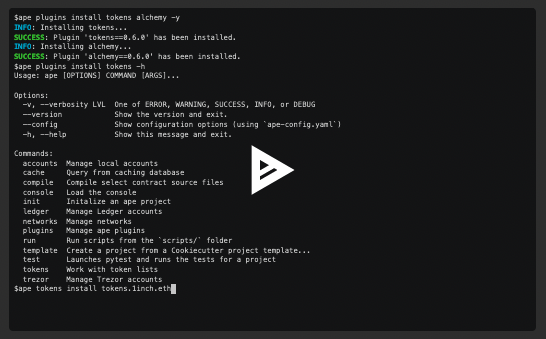 $ape plugins install tokens alchemy -y
INFO: Installing tokens...
SUCCESS: Plugin 'tokens==0.6.0' has been installed.
INFO: Installing alchemy...
SUCCESS: Plugin 'alchemy==0.6.0' has been installed.
$ape plugins install tokens -h
Usage: ape [OPTIONS] COMMAND [ARGS]...

Options:
  -v, --verbosity LVL  One of ERROR, WARNING, SUCCESS, INFO, or DEBUG
  --version            Show the version and exit.
  --config             Show configuration options (using `ape-config.yaml`)
  -h, --help           Show this message and exit.

Commands:
  accounts  Manage local accounts
  cache     Query from caching database
  compile   Compile select contract source files
  console   Load the console
  init      Initalize an ape project
  ledger    Manage Ledger accounts
  networks  Manage networks
  plugins   Manage ape plugins
  run       Run scripts from the `scripts/` folder
  template  Create a project from a Cookiecutter project template...
  test      Launches pytest and runs the tests for a project
  tokens    Work with token lists
  trezor    Manage Trezor accounts
$ape tokens install tokens.1inch.eth